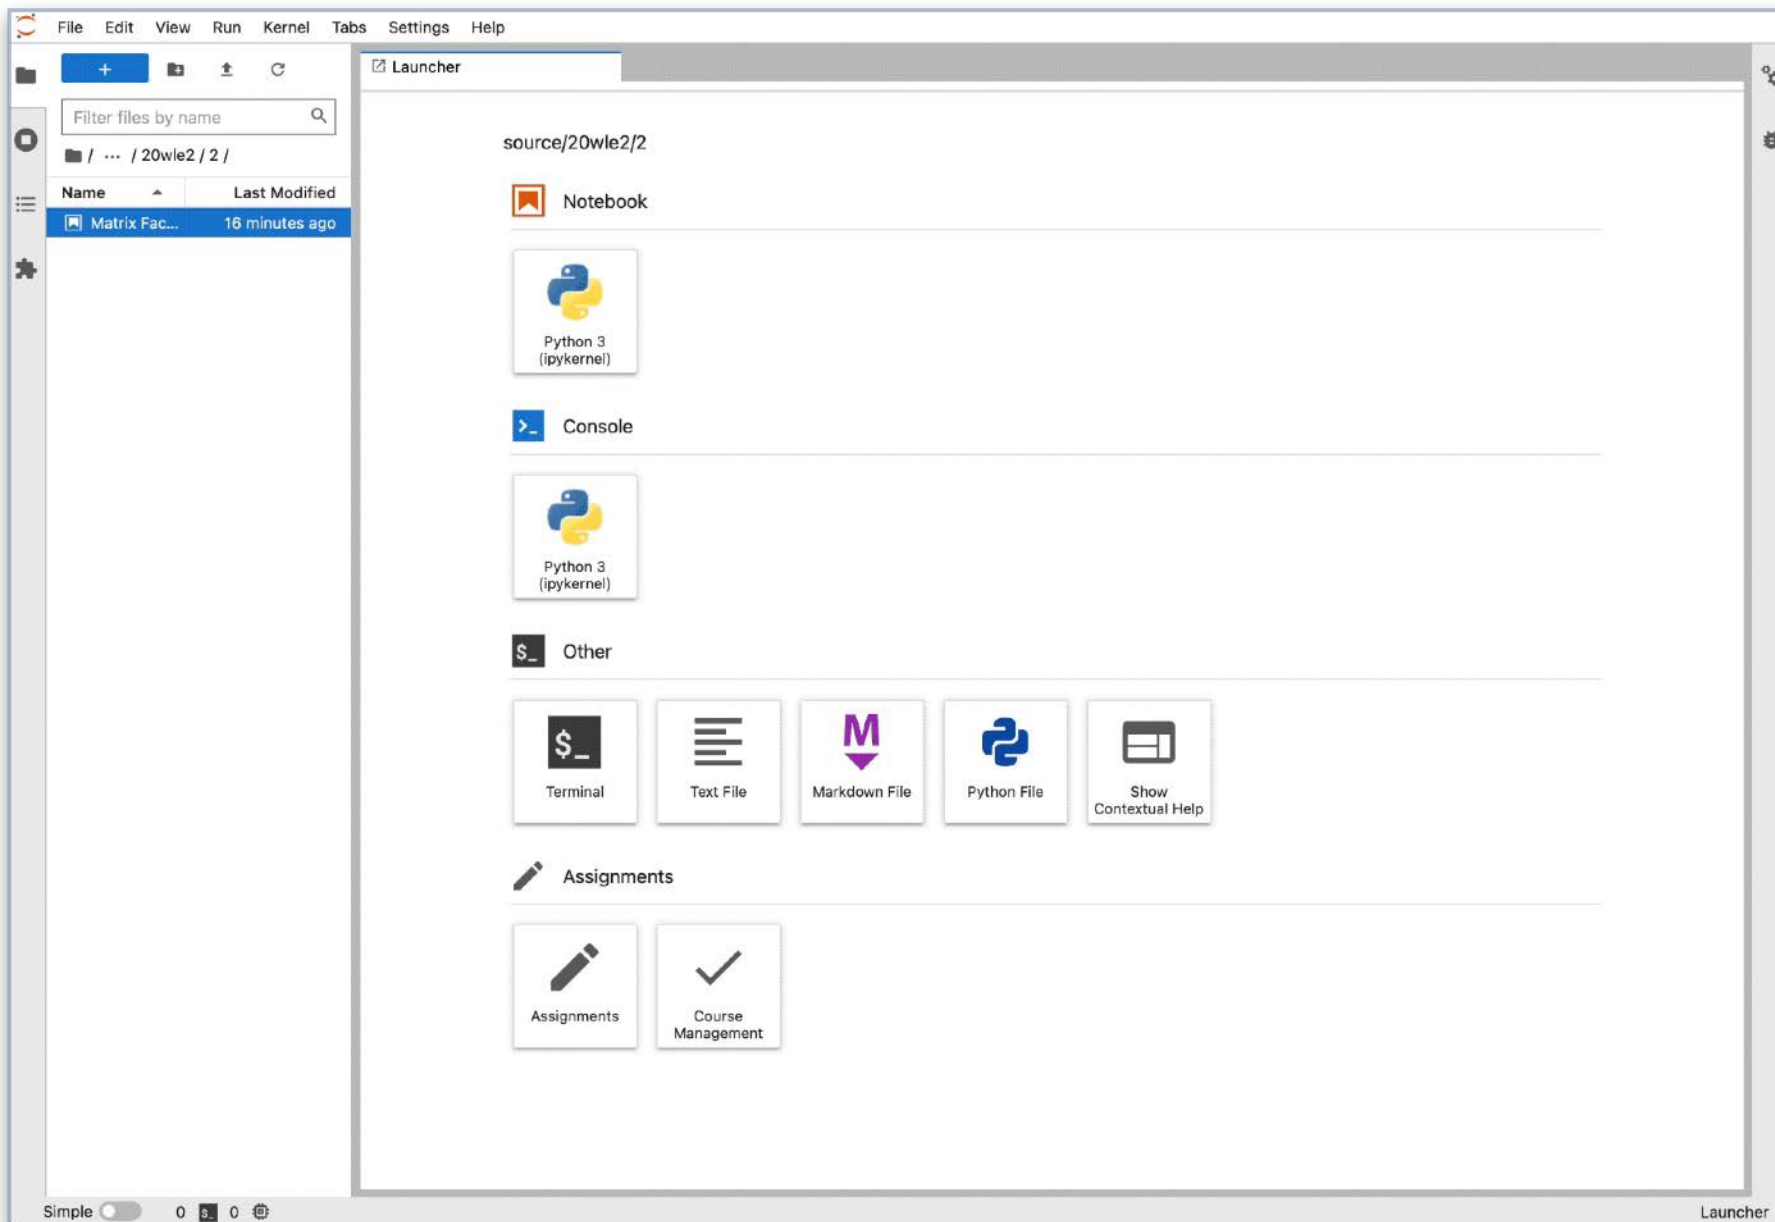 File Edit View Run Kernel Tabs Settings Help
+
Launcher
Filter files by name
/ ... / 20wle2 / 2 /
Name Last Modified
Matrix Fac... 16 minutes ago
source/20wle2/2
Notebook
Python 3
(ipykernel)
>_ Console
Python 3
(ipykernel)
$_ Other
$_
M
Terminal
Text File
Markdown File
Python File
Show
Contextual Help
Assignments
Assignments
Course
Management
Simple 0 $_ 0
Launcher